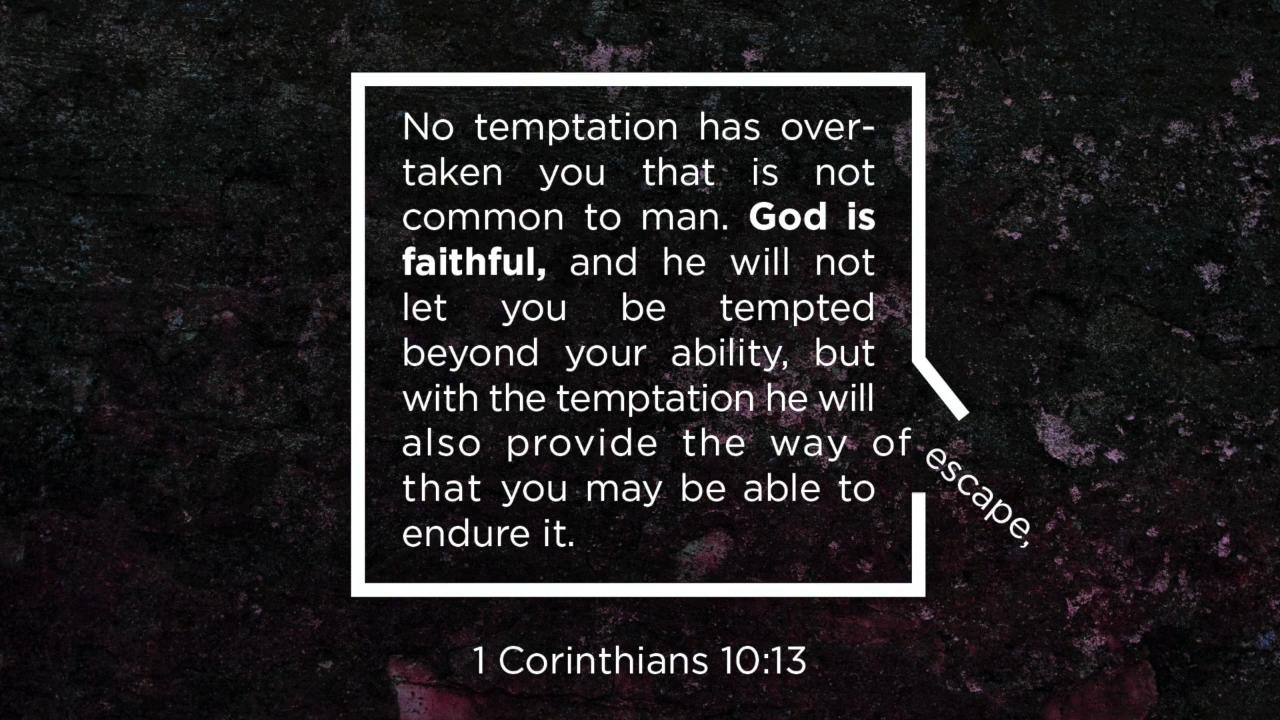 No temptation has over-
taken you that is not
common to man. God is
faithful, and he will not
let you be tempted
beyond your ability, but
with the temptation he will
also provide the way of escape,
that you may be able to
endure it.
1 Corinthians 10:13